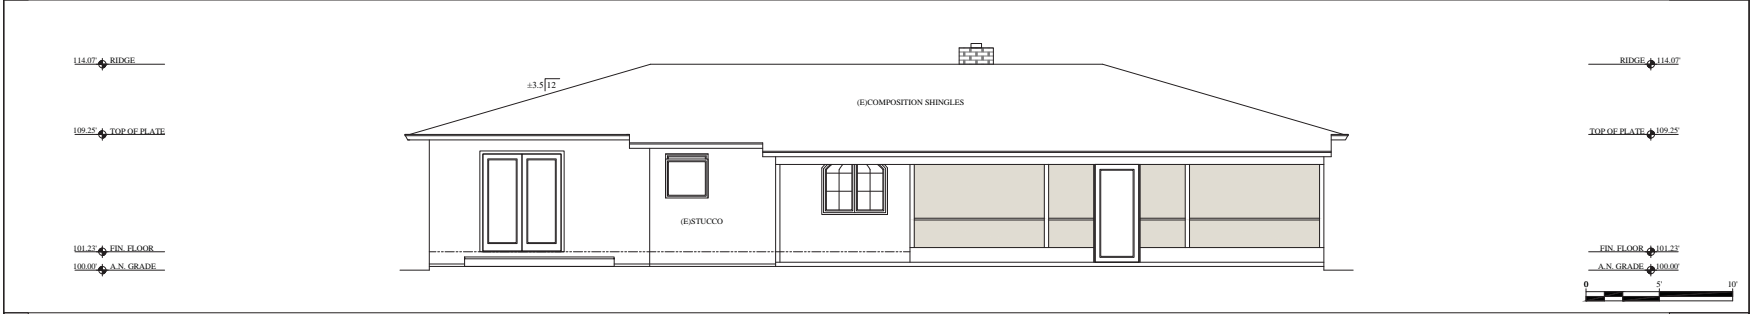 114.07' RIDGE
RIDGE 114.07'
±3.5 12
(E)COMPOSITION SHINGLES
109.25' TOP OF PLATE
TOP OF PLATE 109.25'
(E)STUCCO
101.23' FIN. FLOOR
FIN. FLOOR 101.23'
100.00' A.N. GRADE
A.N. GRADE 100.00'
0 5' 10'